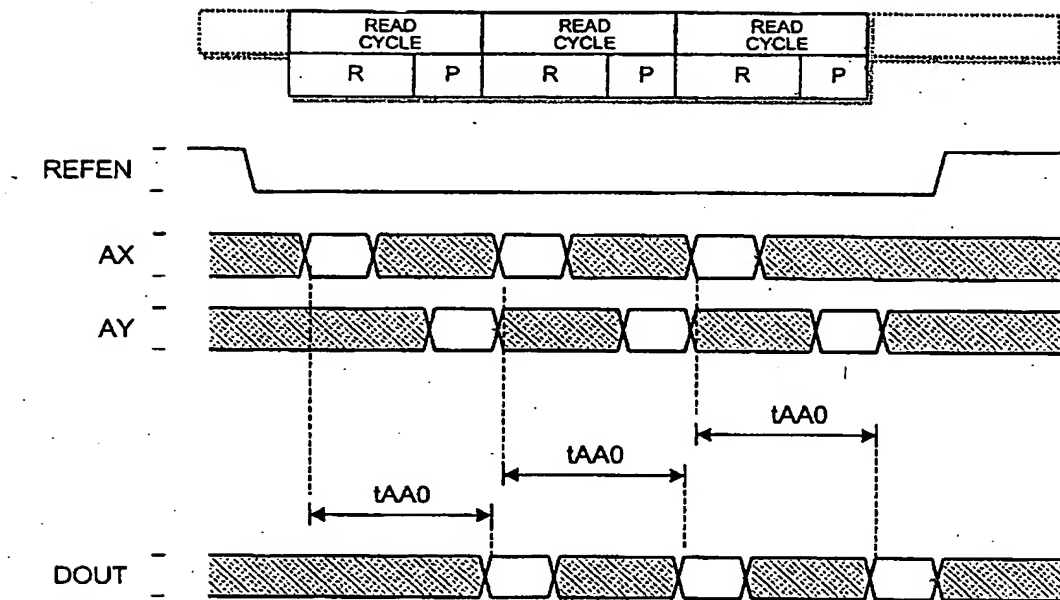 READ CYCLE READ CYCLE READ CYCLE
R P R P R P
REFEN
AX
AY
tAA0
tAA0
tAA0
DOUT